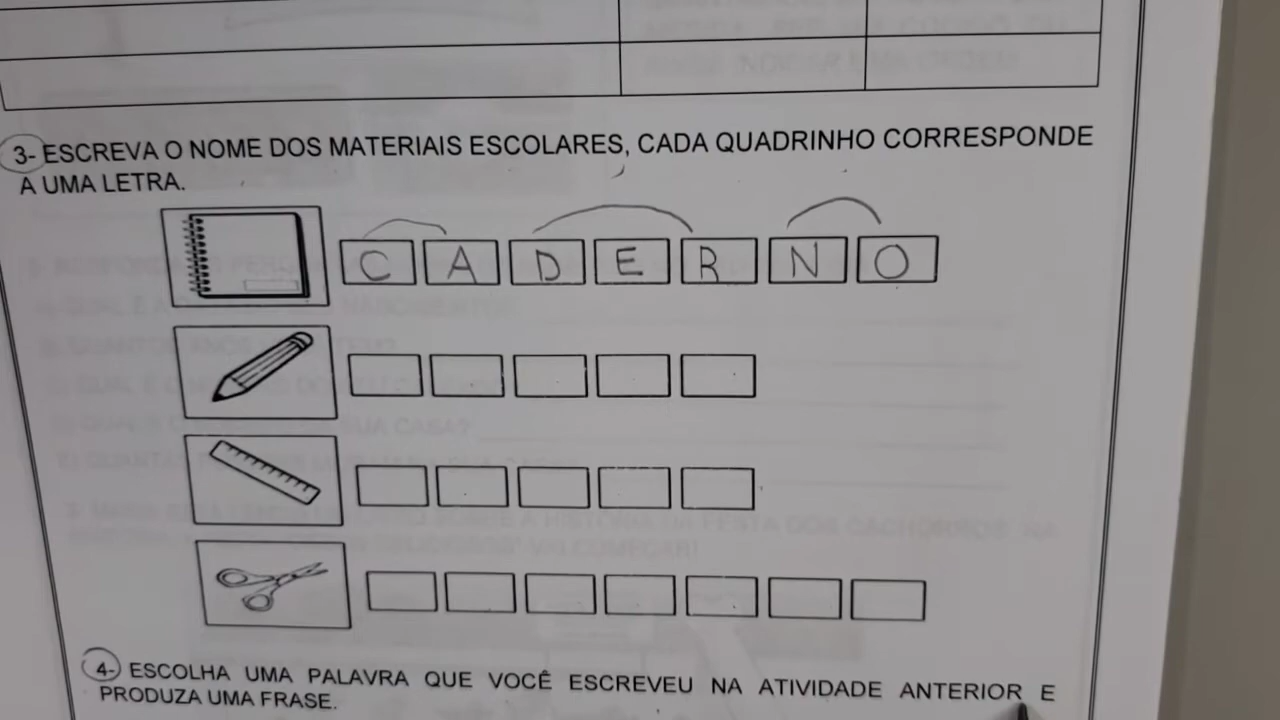 3- ESCREVA O NOME DOS MATERIAIS ESCOLARES, CADA QUADRINHO CORRESPONDE
A UMA LETRA.
C A D E R N O
4- ESCOLHA UMA PALAVRA QUE VOCÊ ESCREVEU NA ATIVIDADE ANTERIOR E
PRODUZA UMA FRASE.